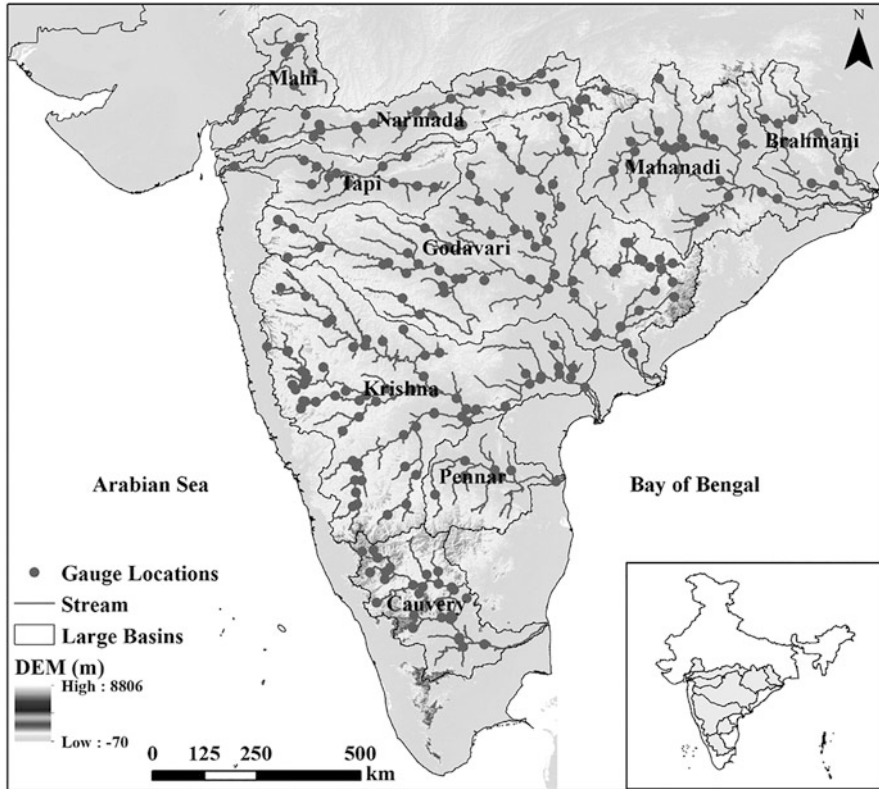 N
Mahi
Narmada
Brahmani
Mahanadi
Tapi
Godavari
Krishna
Pennar
Arabian Sea
Bay of Bengal
Gauge Locations
Stream
Large Basins
Cauvery
DEM (m)
High : 8806
Low : -70
0 125 250 500
km